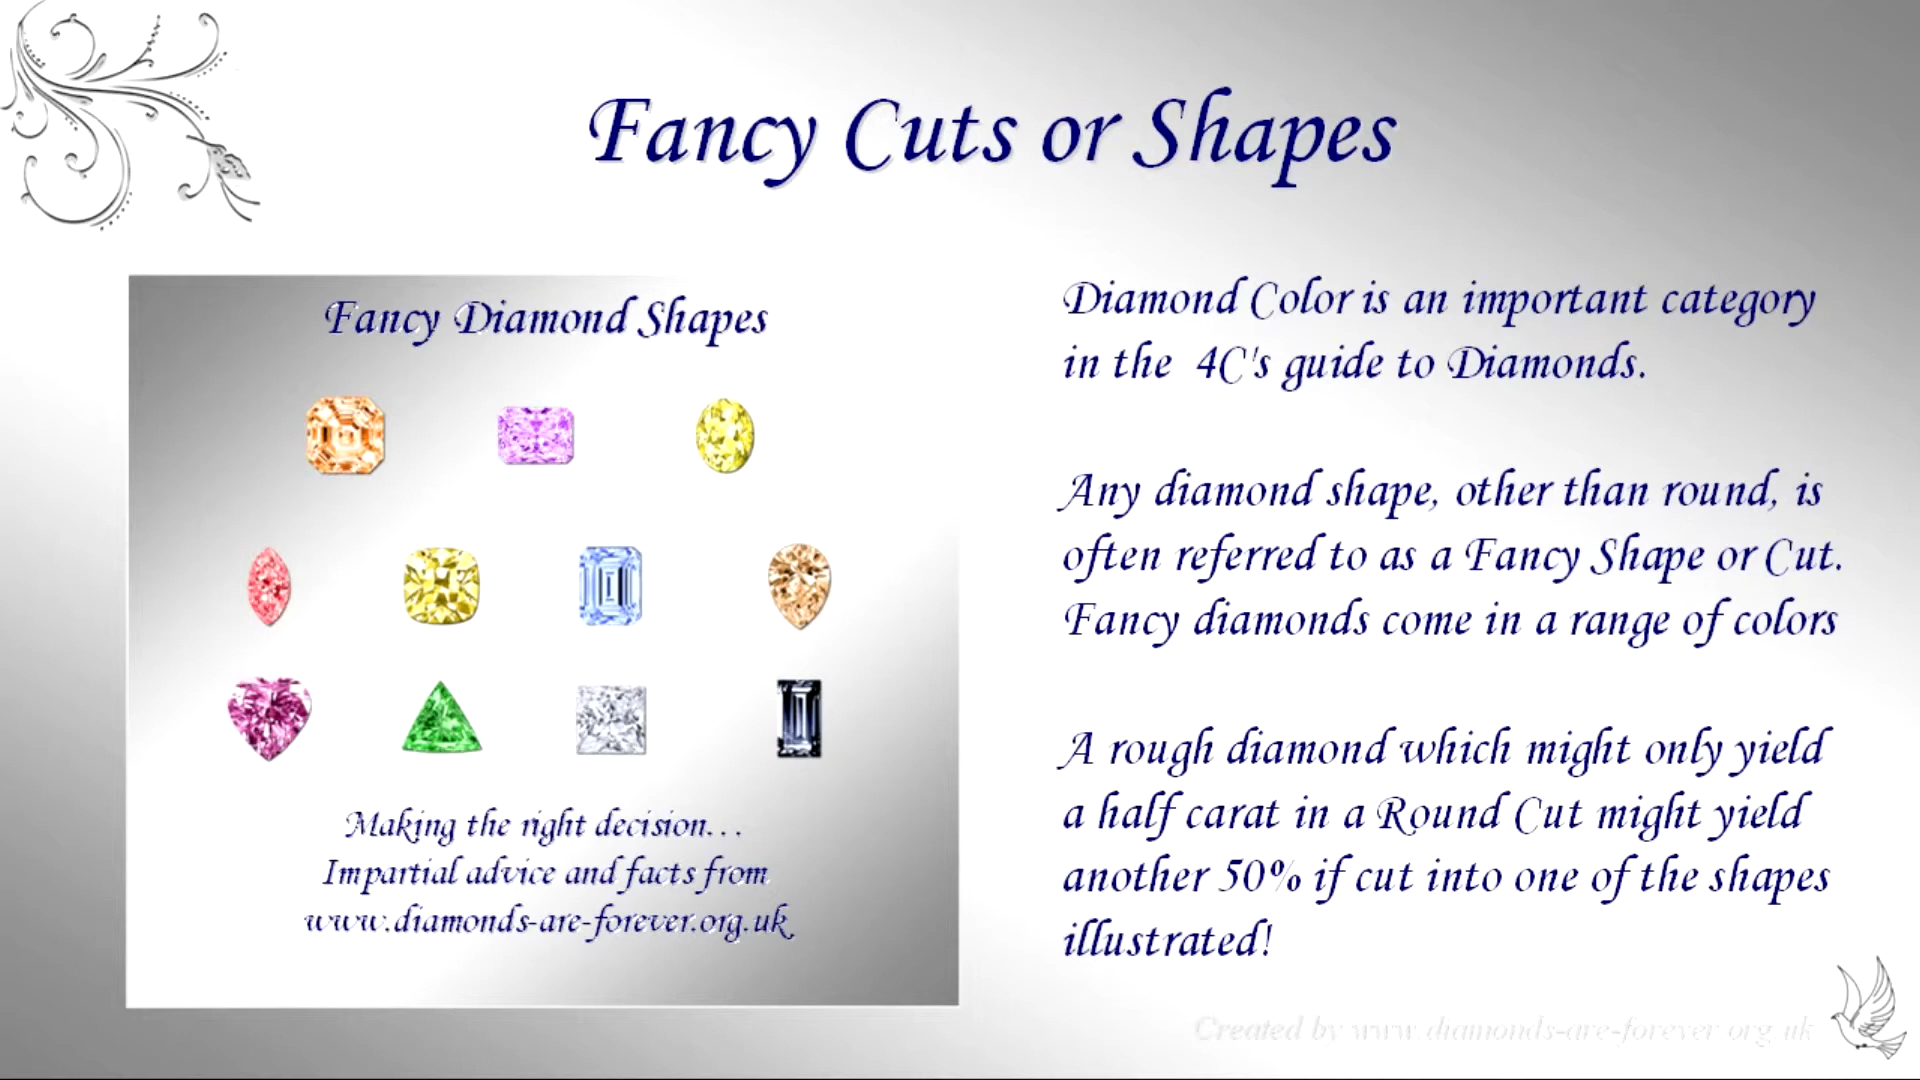 Fancy Cuts or Shapes
Fancy Diamond Shapes
Making the right decision...
Impartial advice and facts from
www.diamonds-are-forever.org.uk
Diamond Color is an important category
in the 4C's guide to Diamonds.
Any diamond shape, other than round, is
often referred to as a Fancy Shape or Cut.
Fancy diamonds come in a range of colors
A rough diamond which might only yield
a half carat in a Round Cut might yield
another 50% if cut into one of the shapes
illustrated!
Created by www.diamonds-are-forever.org.uk